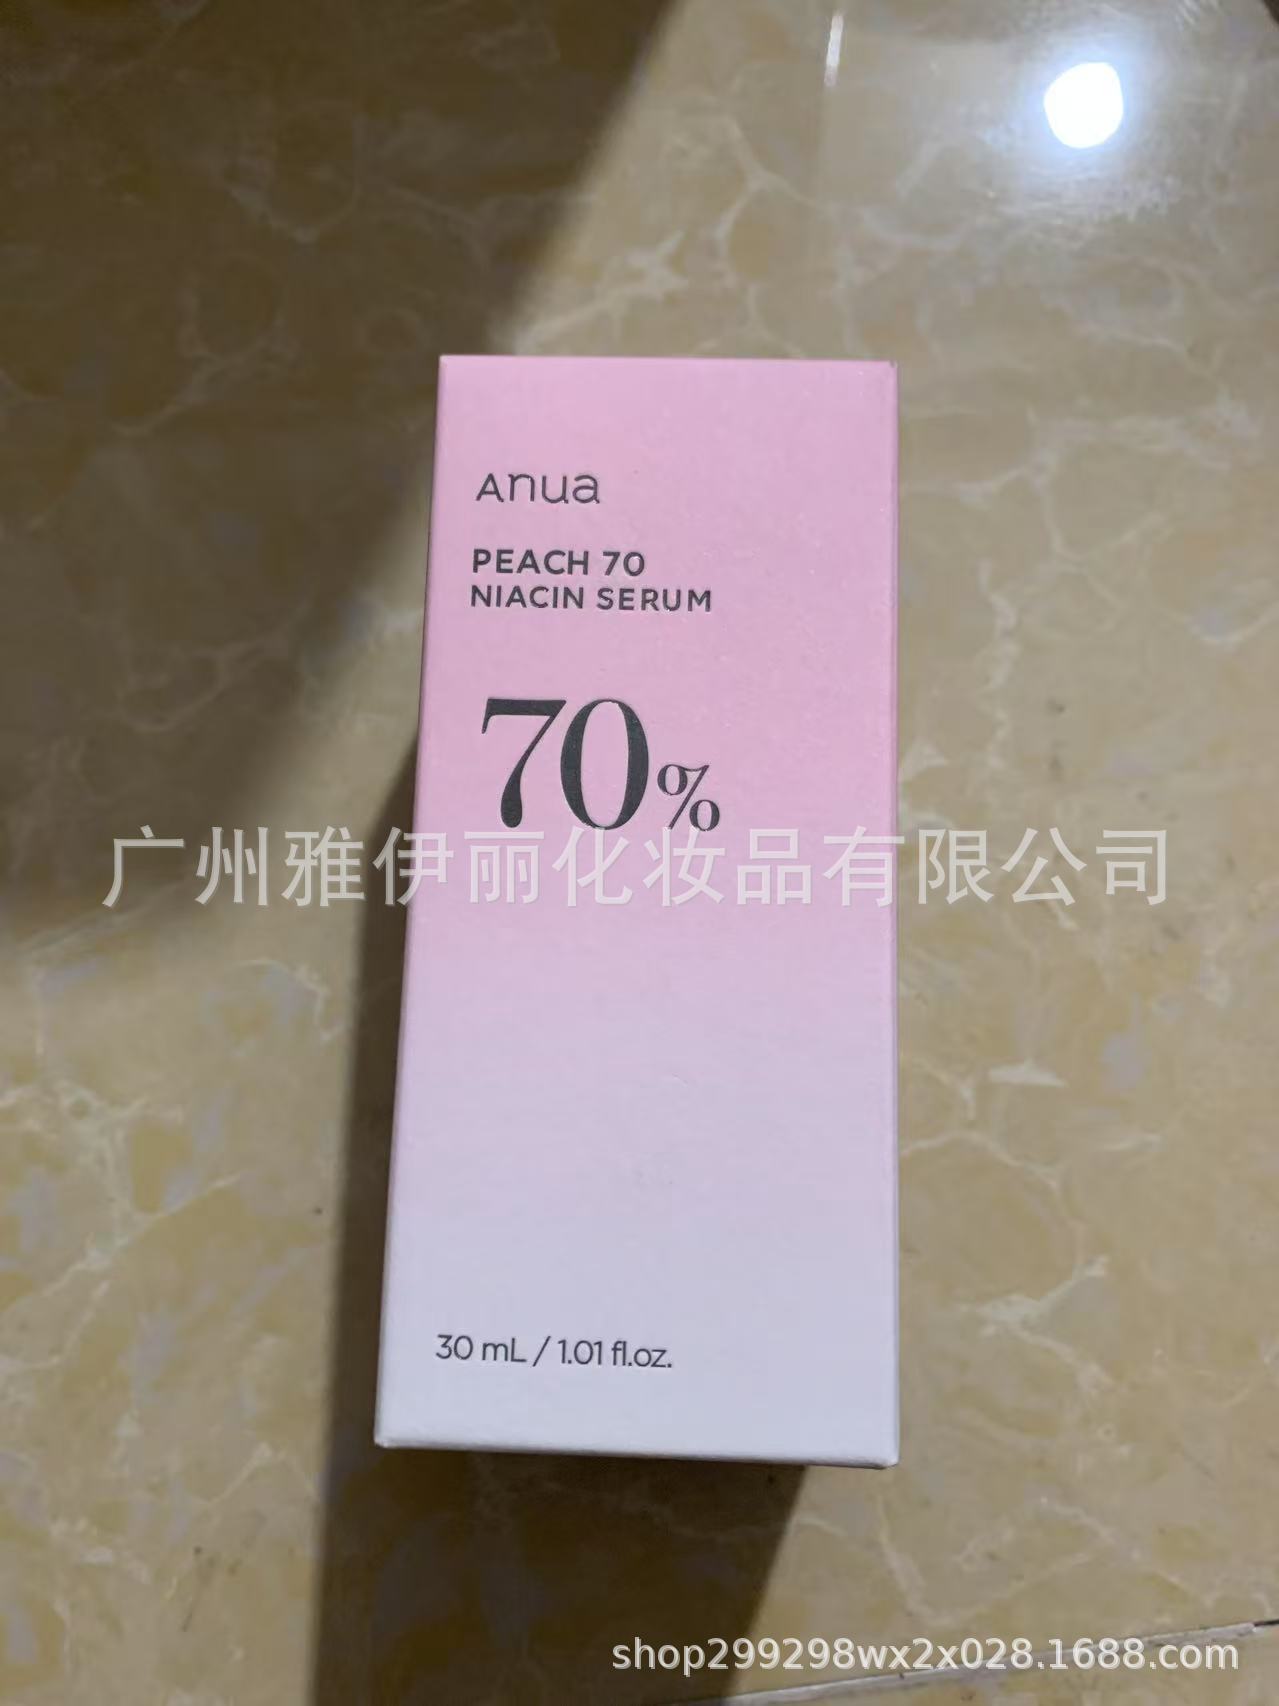 Anua
PEACH 70
NIACIN SERUM
70%
广州雅伊丽化妆品有限公司
30 mL / 1.01 fl.oz.
shop299298wx2x028.1688.com